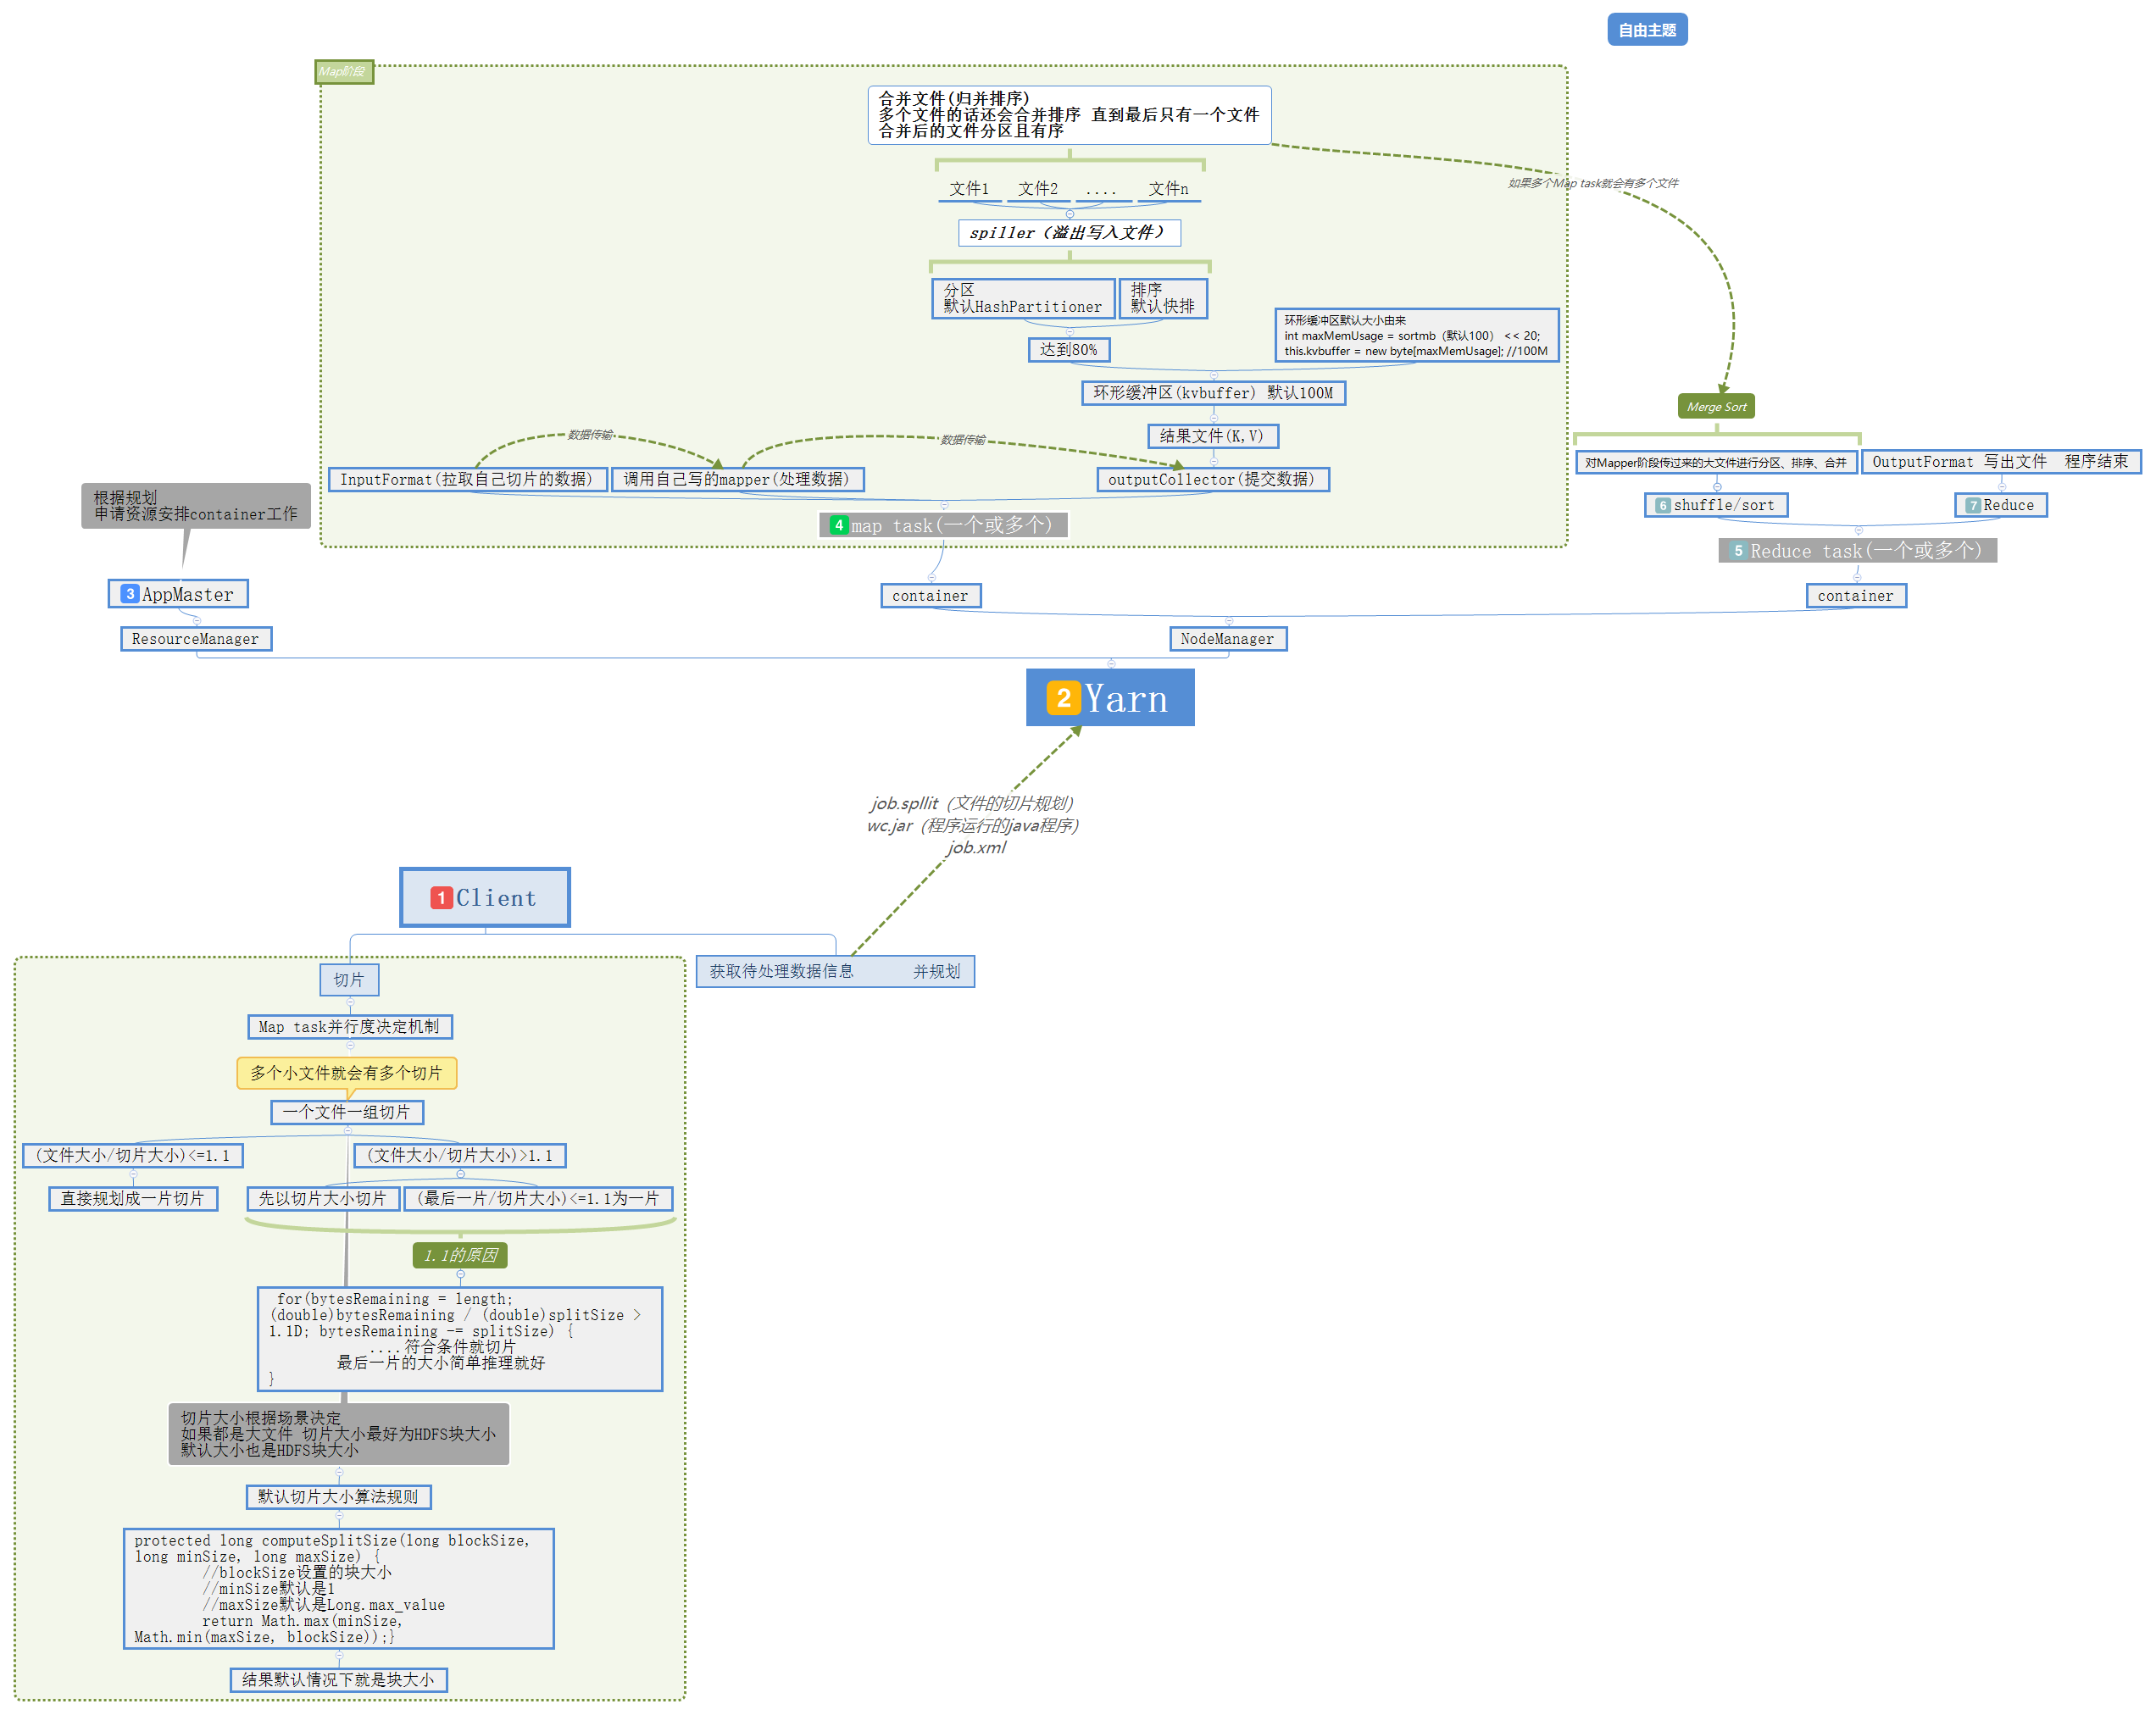 自由主题
Map阶段
合并文件(归并排序)
多个文件的话还会合并排序 直到最后只有一个文件
合并后的文件分区且有序
如果多个Map task就会有多个文件
文件1
文件2
....
文件n
spiller（溢出写入文件）
分区
默认HashPartitioner
排序
默认快排
达到80%
环形缓冲区默认大小由来
int maxMemUsage = sortmb（默认100） << 20;
this.kvbuffer = new byte[maxMemUsage]; //100M
环形缓冲区(kvbuffer) 默认100M
结果文件(K,V)
数据传输
数据传输
InputFormat(拉取自己切片的数据)
调用自己写的mapper(处理数据)
outputCollector(提交数据)
4 map task(一个或多个)
Merge Sort
对Mapper阶段传过来的大文件进行分区、排序、合并
OutputFormat 写出文件  程序结束
6 shuffle/sort
7 Reduce
5 Reduce task(一个或多个)
根据规划
申请资源安排container工作
3 AppMaster
container
container
ResourceManager
NodeManager
2 Yarn
job.spllit（文件的切片规划）
wc.jar（程序运行的java程序）
job.xml
1 Client
切片
获取待处理数据信息      并规划
Map task并行度决定机制
多个小文件就会有多个切片
一个文件一组切片
(文件大小/切片大小)<=1.1
(文件大小/切片大小)>1.1
直接规划成一片切片
先以切片大小切片
(最后一片/切片大小)<=1.1为一片
1.1的原因
for(bytesRemaining = length;
(double)bytesRemaining / (double)splitSize >
1.1D; bytesRemaining -= splitSize) {
....符合条件就切片
最后一片的大小简单推理就好
}
切片大小根据场景决定
如果都是大文件 切片大小最好为HDFS块大小
默认大小也是HDFS块大小
默认切片大小算法规则
protected long computeSplitSize(long blockSize,
long minSize, long maxSize) {
//blockSize设置的块大小
//minSize默认是1
//maxSize默认是Long.max_value
return Math.max(minSize,
Math.min(maxSize, blockSize));}
结果默认情况下就是块大小